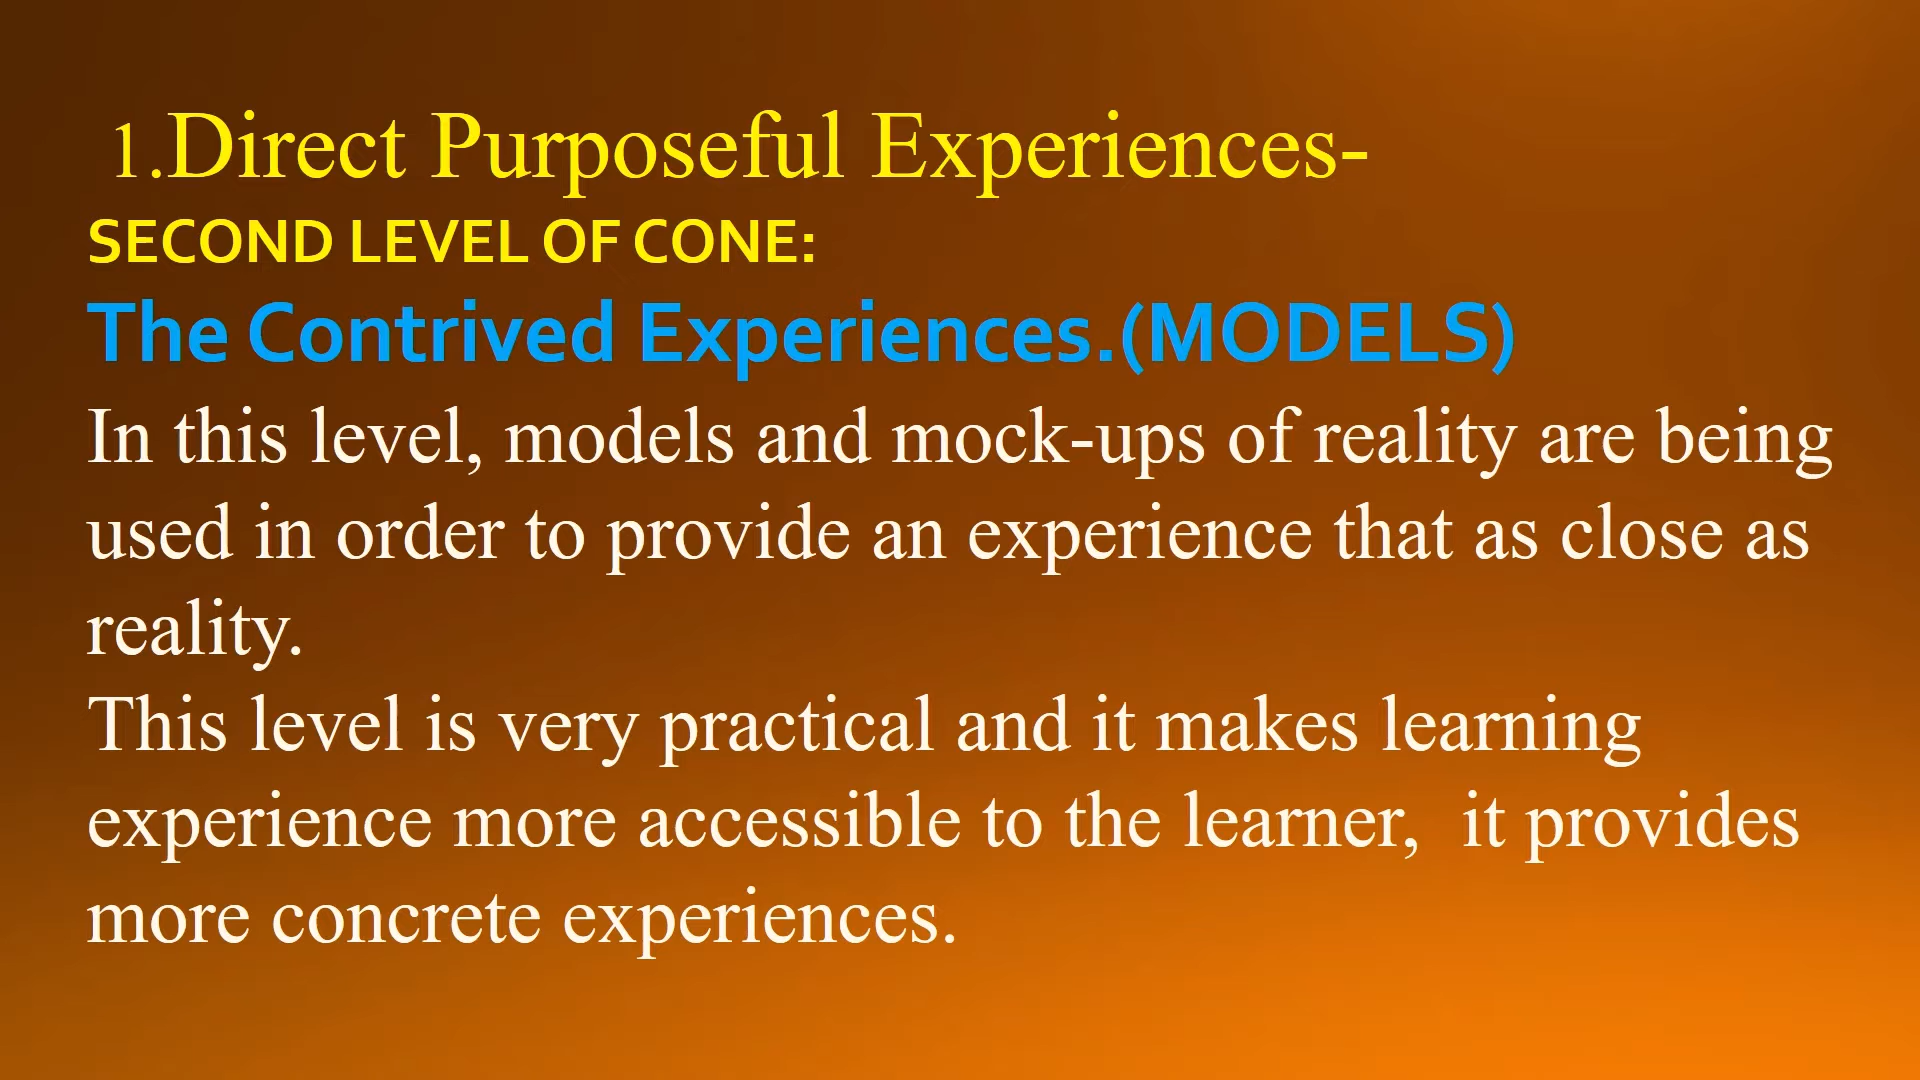 1.Direct Purposeful Experiences-
SECOND LEVEL OF CONE:
The Contrived Experiences.(MODELS)
In this level, models and mock-ups of reality are being
used in order to provide an experience that as close as
reality.
This level is very practical and it makes learning
experience more accessible to the learner,  it provides
more concrete experiences.